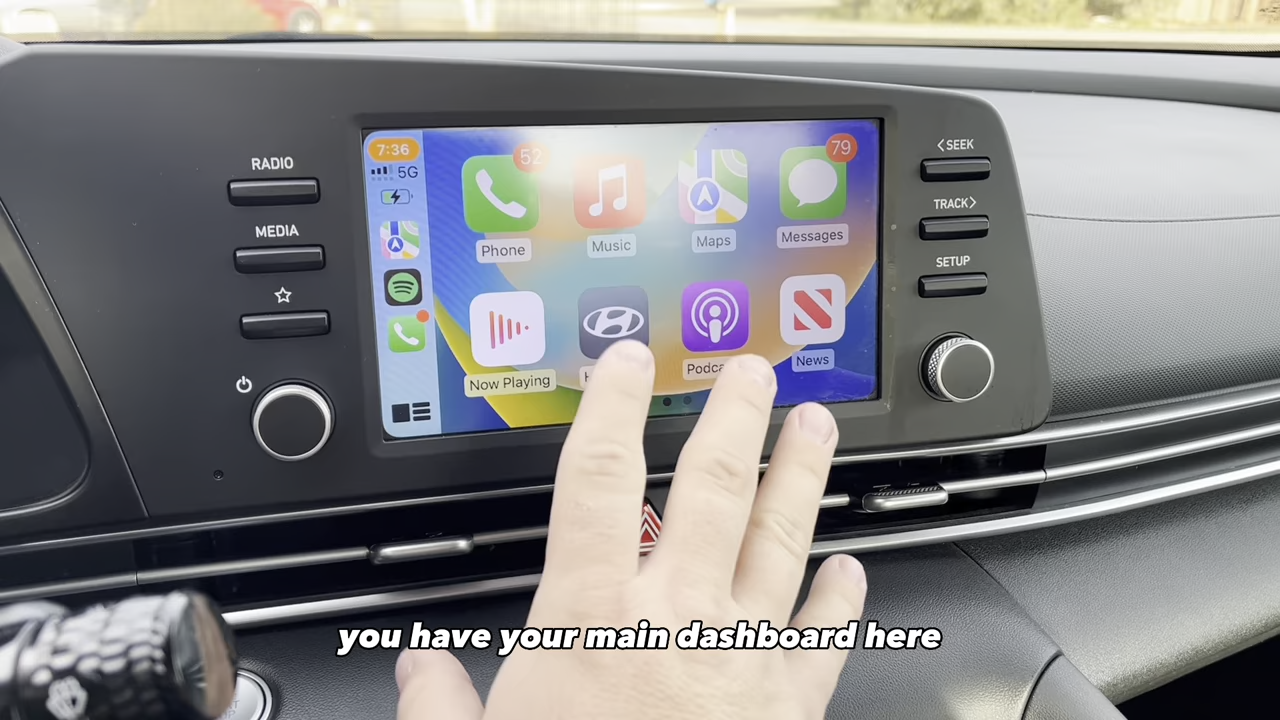 RADIO
MEDIA
7:36
5G
52
79
Phone
Music
Maps
Messages
Now Playing
News
<SEEK
TRACK>
SETUP
you have your main dashboard here